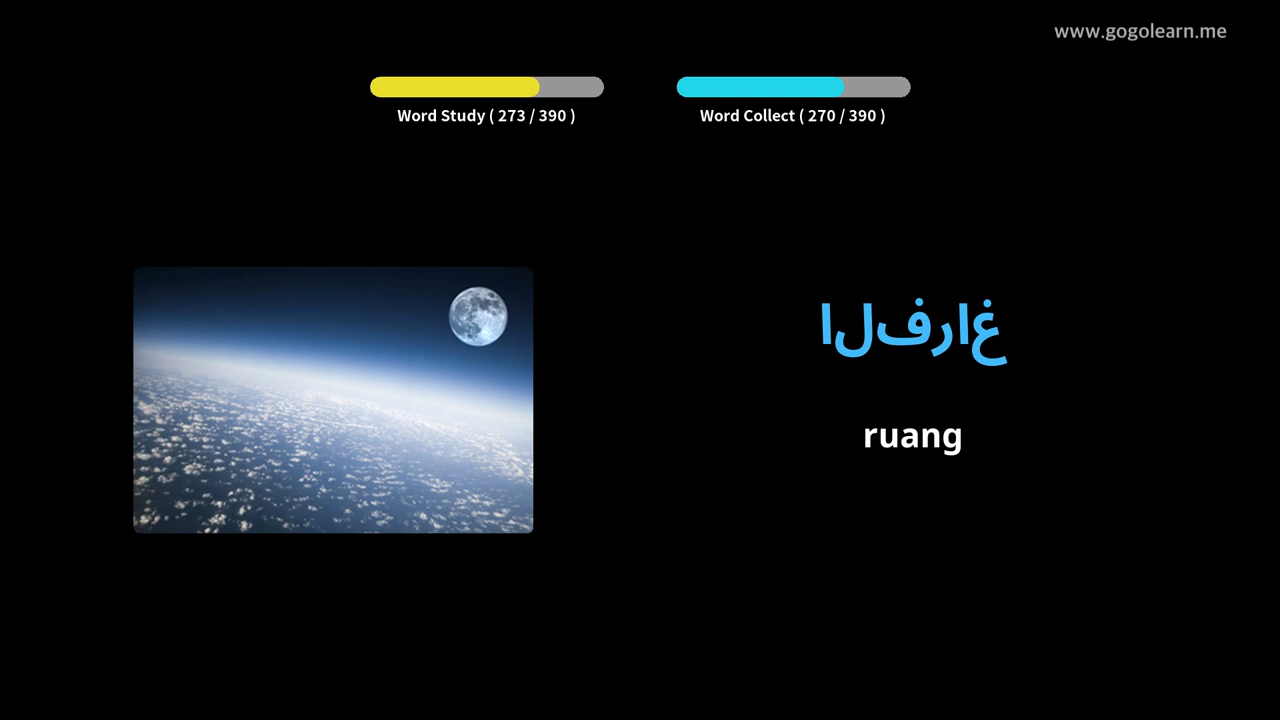 www.gogolearn.me
Word Study ( 273 / 390 )
Word Collect ( 270 / 390 )
الفراغ
ruang